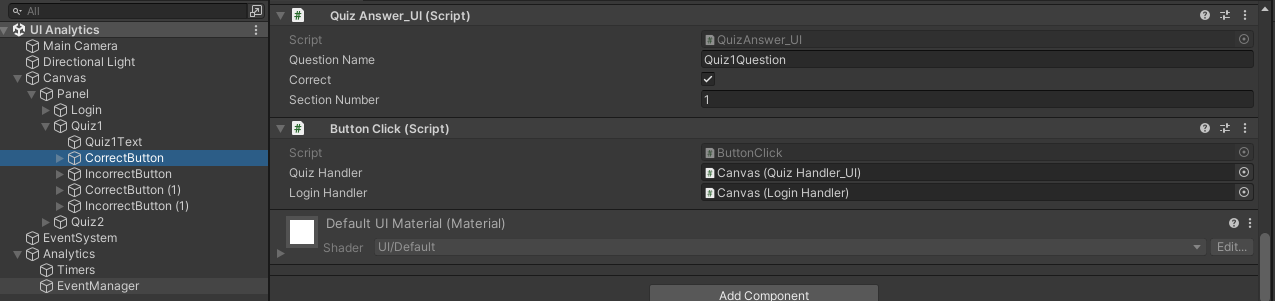 All
UI Analytics
Main Camera
Directional Light
Canvas
Panel
Login
Quiz1
Quiz1Text
CorrectButton
IncorrectButton
CorrectButton (1)
IncorrectButton (1)
Quiz2
EventSystem
Analytics
Timers
EventManager
Quiz Answer_UI (Script)
Script QuizAnswer_UI
Question Name Quiz1Question
Correct
Section Number 1
Button Click (Script)
Script ButtonClick
Quiz Handler Canvas (Quiz Handler_UI)
Login Handler Canvas (Login Handler)
Default UI Material (Material)
Shader UI/Default Edit...
Add Component